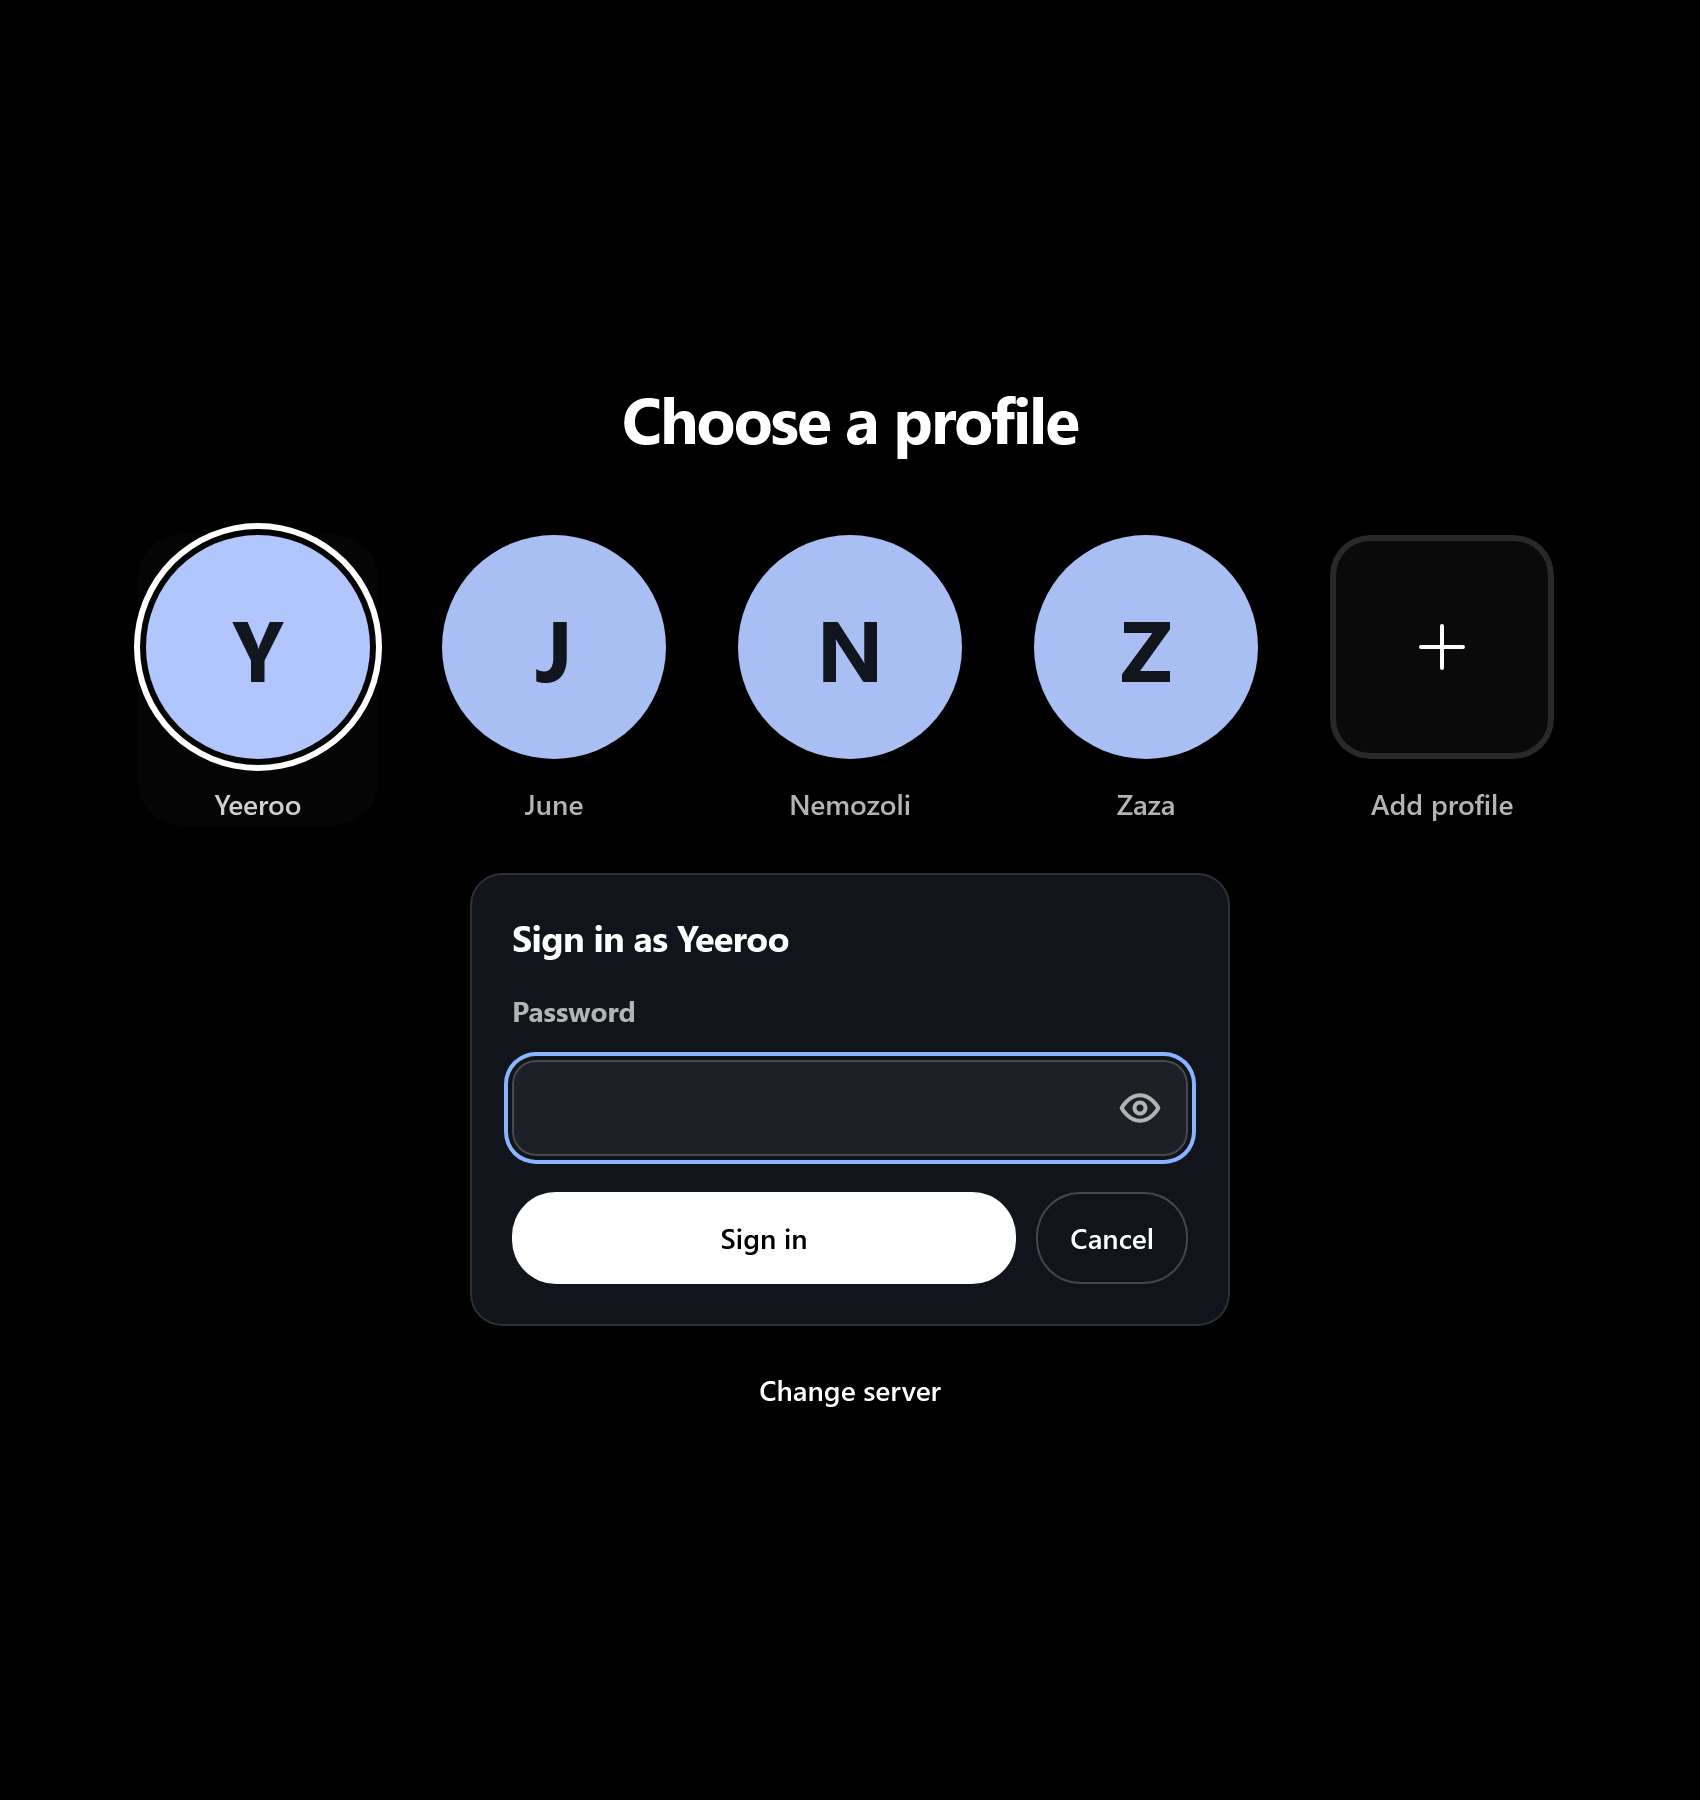 Choose a profile
Y
J
N
Z
Yeeroo
June
Nemozoli
Zaza
Add profile
Sign in as Yeeroo
Password
Sign in
Cancel
Change server